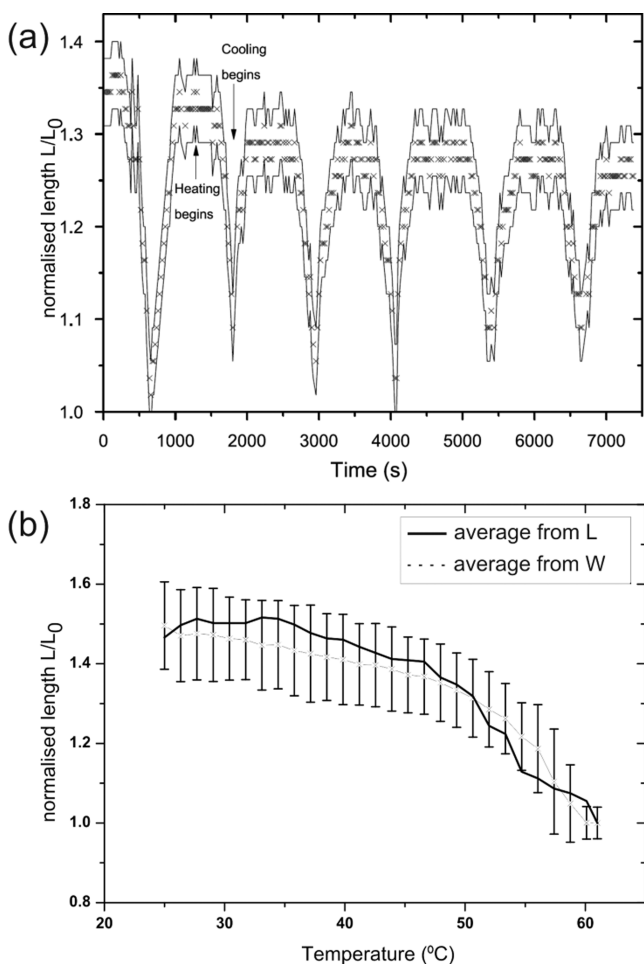 (a)
1.4
1.3
1.2
1.1
1.0
normalised length L/L0
Cooling
begins
Heating
begins
0 1000 2000 3000 4000 5000 6000 7000
Time (s)
(b)
1.8
1.6
1.4
1.2
1.0
0.8
normalised length L/L0
average from L
average from W
20 30 40 50 60
Temperature (ºC)